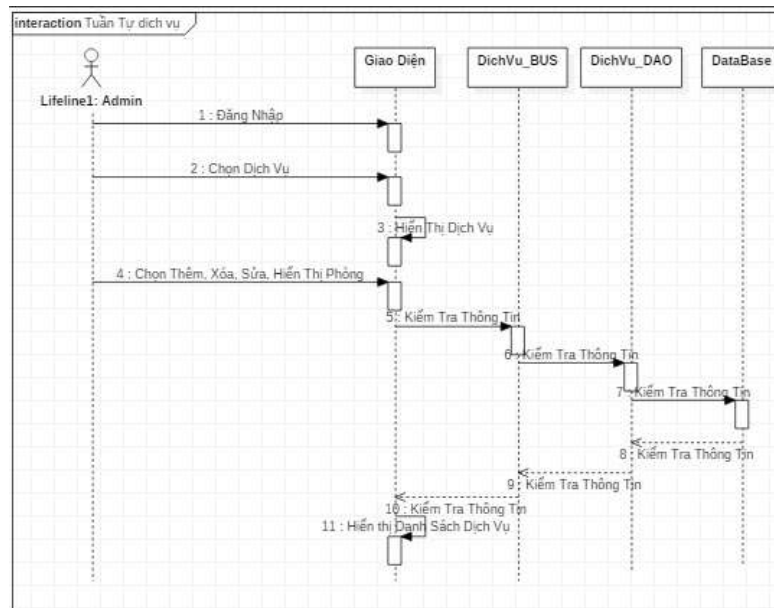 interaction Tuần Tự dịch vụ
Giao Diện
DichVu_BUS
DichVu_DAO
DataBase
Lifeline1: Admin
1 : Đăng Nhập
2 : Chọn Dịch Vụ
3 : Hiển Thị Dịch Vụ
4 : Chọn Thêm, Xóa, Sửa, Hiển Thị Phòng
5 : Kiểm Tra Thông Tin
6 : Kiểm Tra Thông Tin
7 : Kiểm Tra Thông Tin
8 : Kiểm Tra Thông Tin
9 : Kiểm Tra Thông Tin
10 : Kiểm Tra Thông Tin
11 : Hiển thị Danh Sách Dịch Vụ